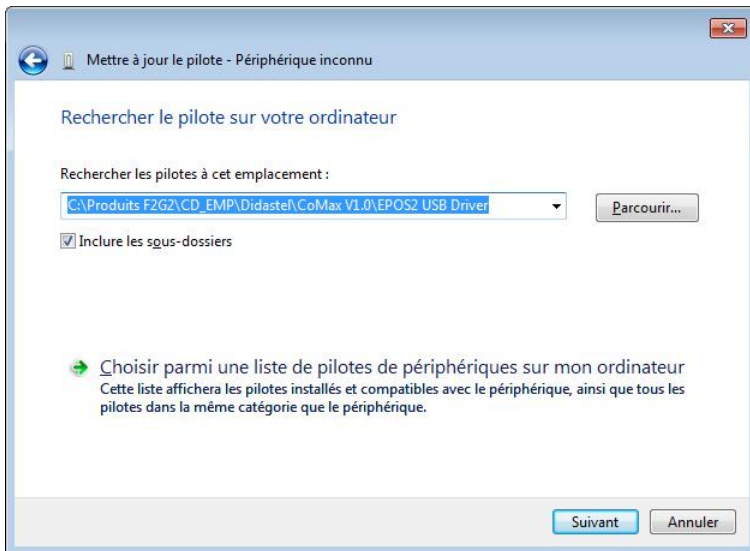 Mettre à jour le pilote - Périphérique inconnu
Rechercher le pilote sur votre ordinateur
Rechercher les pilotes à cet emplacement :
C:\Produits F2G2\CD_EMP\Didastel\CoMax V1.0\EPOS2 USB Driver
Parcourir...
Inclure les sous-dossiers
Choisir parmi une liste de pilotes de périphériques sur mon ordinateur
Cette liste affichera les pilotes installés et compatibles avec le périphérique, ainsi que tous les
pilotes dans la même catégorie que le périphérique.
Suivant
Annuler